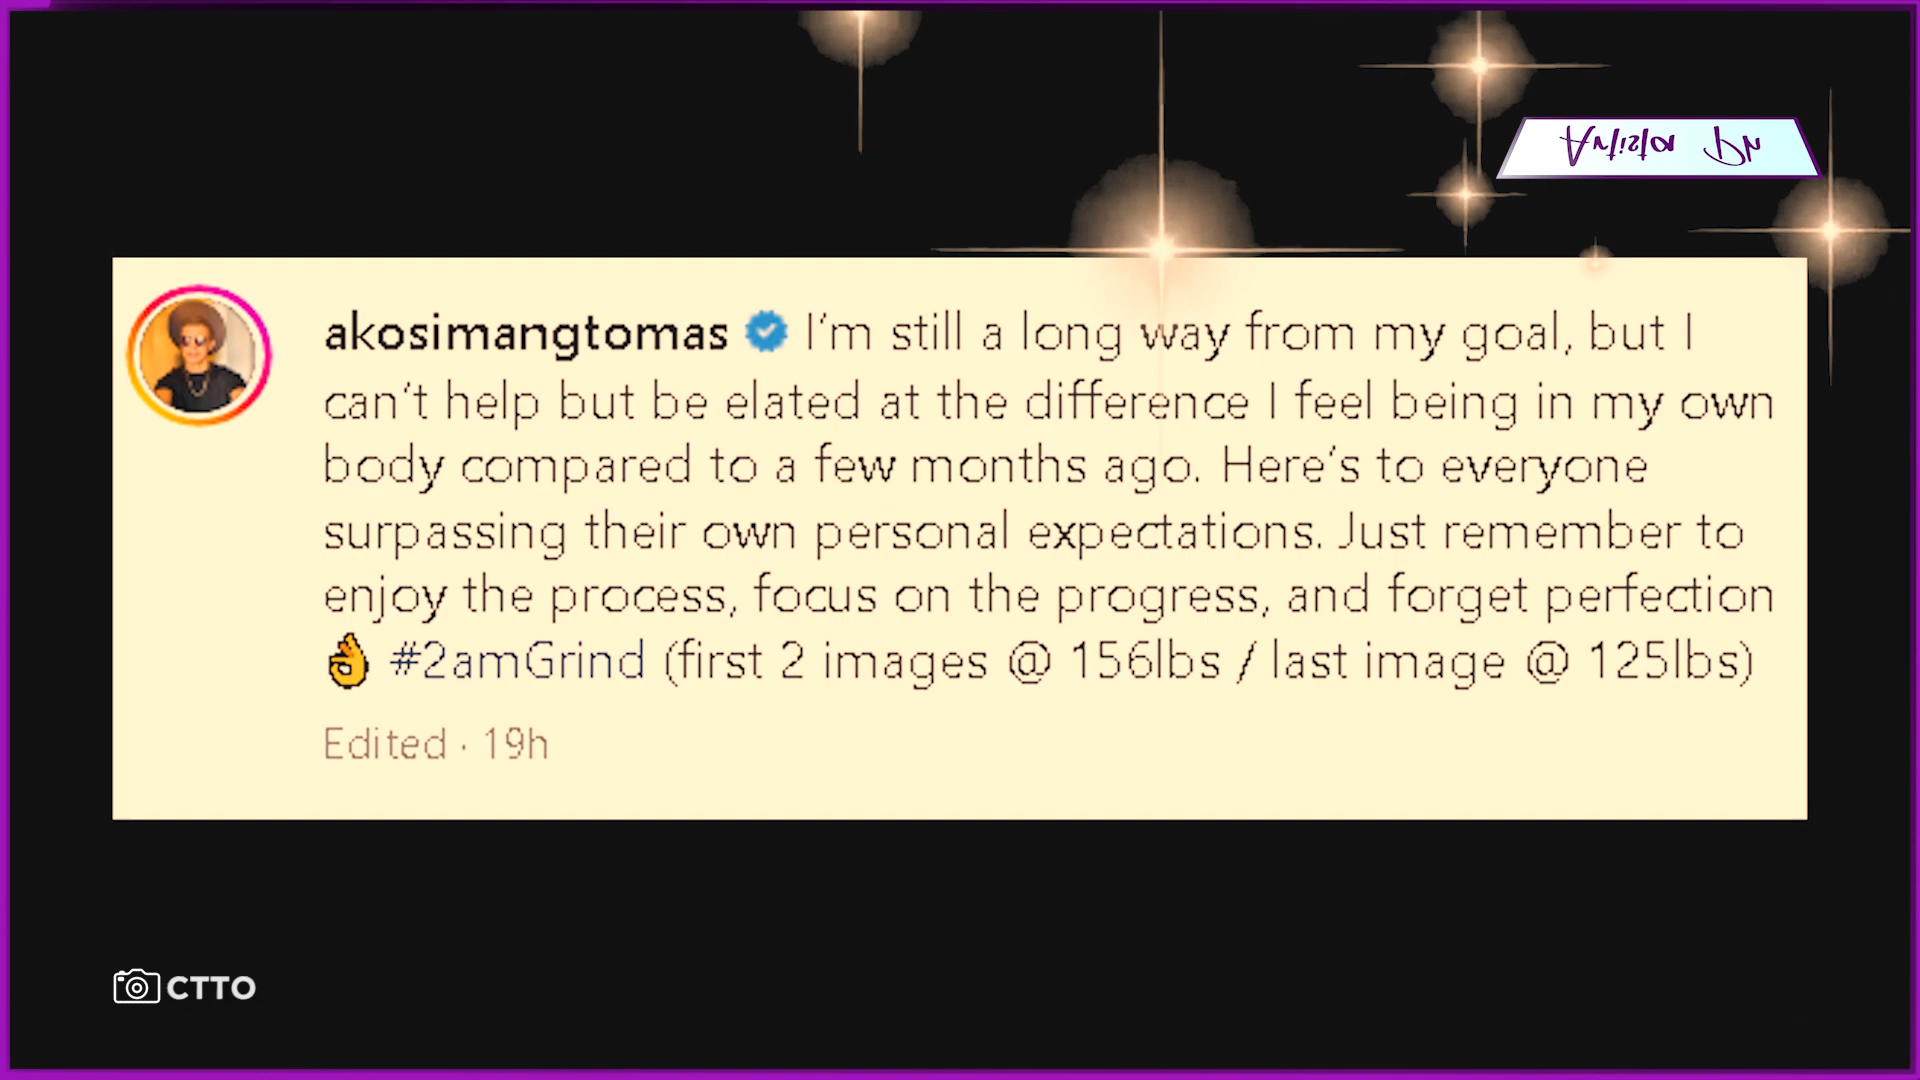 akosimangtomas I'm still a long way from my goal, but I
can't help but be elated at the difference I feel being in my own
body compared to a few months ago. Here's to everyone
surpassing their own personal expectations. Just remember to
enjoy the process, focus on the progress, and forget perfection
👌 #2amGrind (first 2 images @ 156lbs / last image @ 125lbs)
Edited · 19h
CTTO